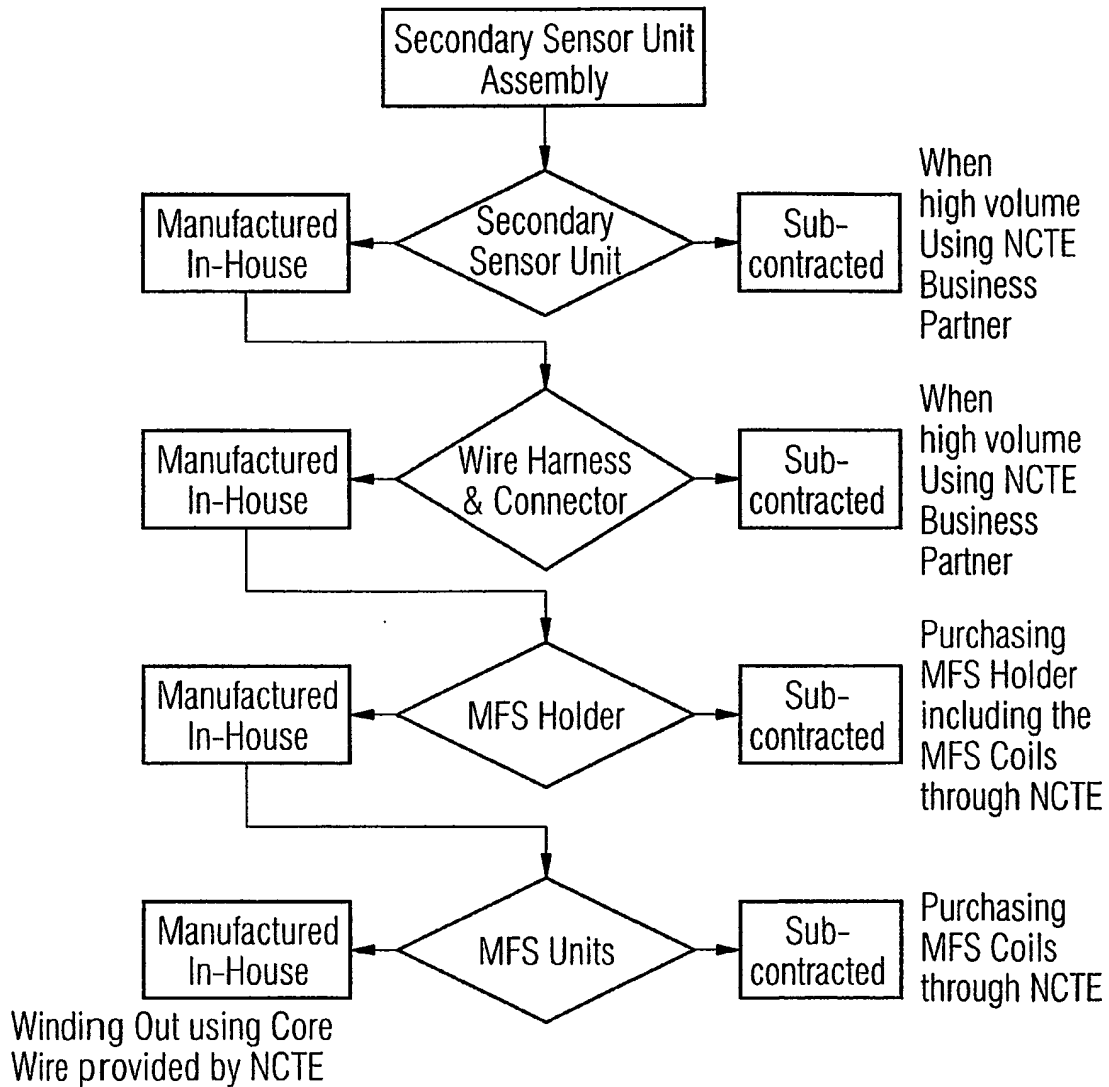 Secondary Sensor Unit
Assembly
Manufactured
In-House
Secondary
Sensor Unit
Sub-
contracted
When
high volume
Using NCTE
Business
Partner
Manufactured
In-House
Wire Harness
& Connector
Sub-
contracted
When
high volume
Using NCTE
Business
Partner
Manufactured
In-House
MFS Holder
Sub-
contracted
Purchasing
MFS Holder
including the
MFS Coils
through NCTE
Manufactured
In-House
MFS Units
Sub-
contracted
Purchasing
MFS Coils
through NCTE
Winding Out using Core
Wire provided by NCTE